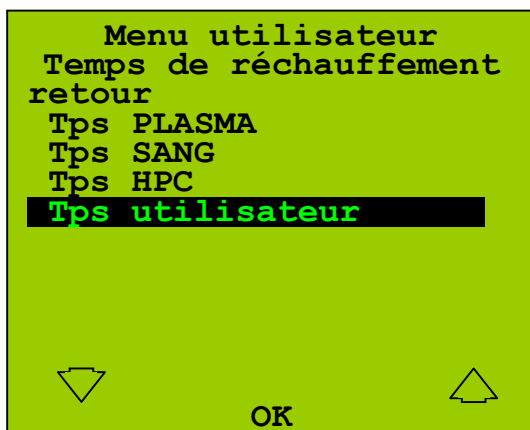 Menu utilisateur
Temps de réchauffement
retour
Tps PLASMA
Tps SANG
Tps HPC
Tps utilisateur
OK